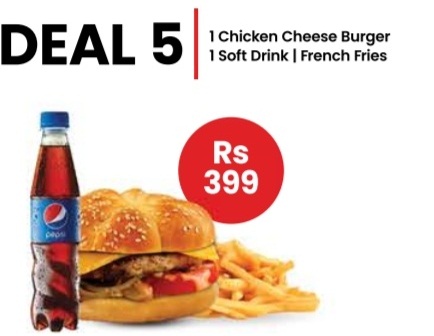 DEAL 5
1 Chicken Cheese Burger
1 Soft Drink | French Fries
Rs
399
pepsi